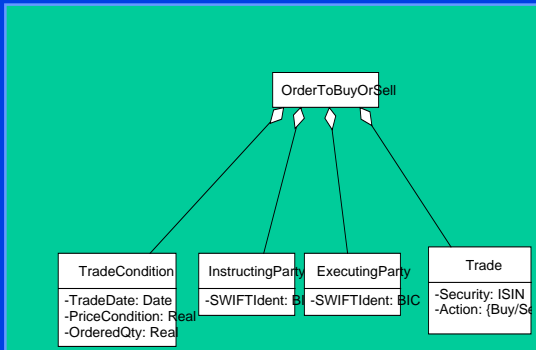 OrderToBuyOrSell
TradeCondition
-TradeDate: Date
-PriceCondition: Real
-OrderedQty: Real
InstructingParty
-SWIFTIdent: BI
ExecutingParty
-SWIFTIdent: BIC
Trade
-Security: ISIN
-Action: {Buy/Se